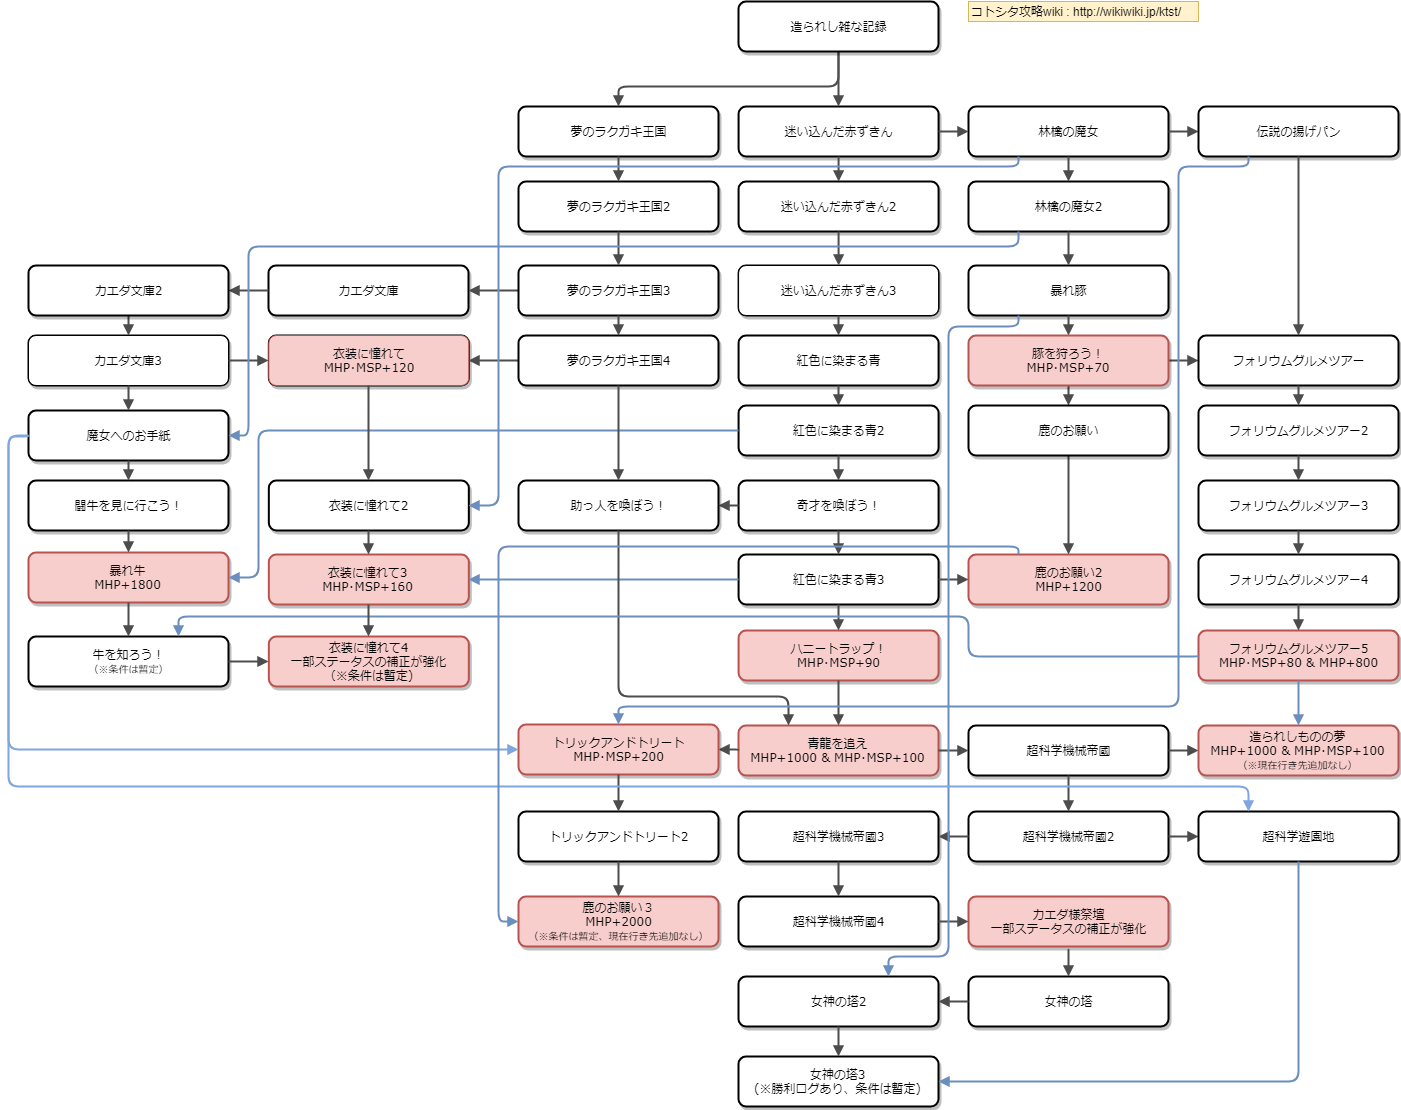 造られし雑な記録
コトシタ攻略wiki : http://wikiwiki.jp/ktst/
夢のラクガキ王国
迷い込んだ赤ずきん
林檎の魔女
伝説の揚げパン
夢のラクガキ王国2
迷い込んだ赤ずきん2
林檎の魔女2
カエダ文庫2
カエダ文庫
夢のラクガキ王国3
迷い込んだ赤ずきん3
暴れ豚
カエダ文庫3
衣装に憧れて
MHP･MSP+120
夢のラクガキ王国4
紅色に染まる青
豚を狩ろう！
MHP･MSP+70
フォリウムグルメツアー
魔女へのお手紙
紅色に染まる青2
鹿のお願い
フォリウムグルメツアー2
闘牛を見に行こう！
衣装に憧れて2
助っ人を喚ぼう！
奇才を喚ぼう！
フォリウムグルメツアー3
暴れ牛
MHP+1800
衣装に憧れて3
MHP･MSP+160
紅色に染まる青3
鹿のお願い2
MHP+1200
フォリウムグルメツアー4
牛を知ろう！
（※条件は暫定）
衣装に憧れて4
一部ステータスの補正が強化
（※条件は暫定）
ハニートラップ！
MHP･MSP+90
フォリウムグルメツアー5
MHP･MSP+80 & MHP+800
トリックアンドトリート
MHP･MSP+200
青龍を追え
MHP+1000 & MHP･MSP+100
超科学機械帝國
造られしものの夢
MHP+1000 & MHP･MSP+100
（※現在行き先追加なし）
トリックアンドトリート2
超科学機械帝國3
超科学機械帝國2
超科学遊園地
鹿のお願い３
MHP+2000
（※条件は暫定、現在行き先追加なし）
超科学機械帝國4
カエダ様祭壇
一部ステータスの補正が強化
女神の塔2
女神の塔
女神の塔3
（※勝利ログあり、条件は暫定）